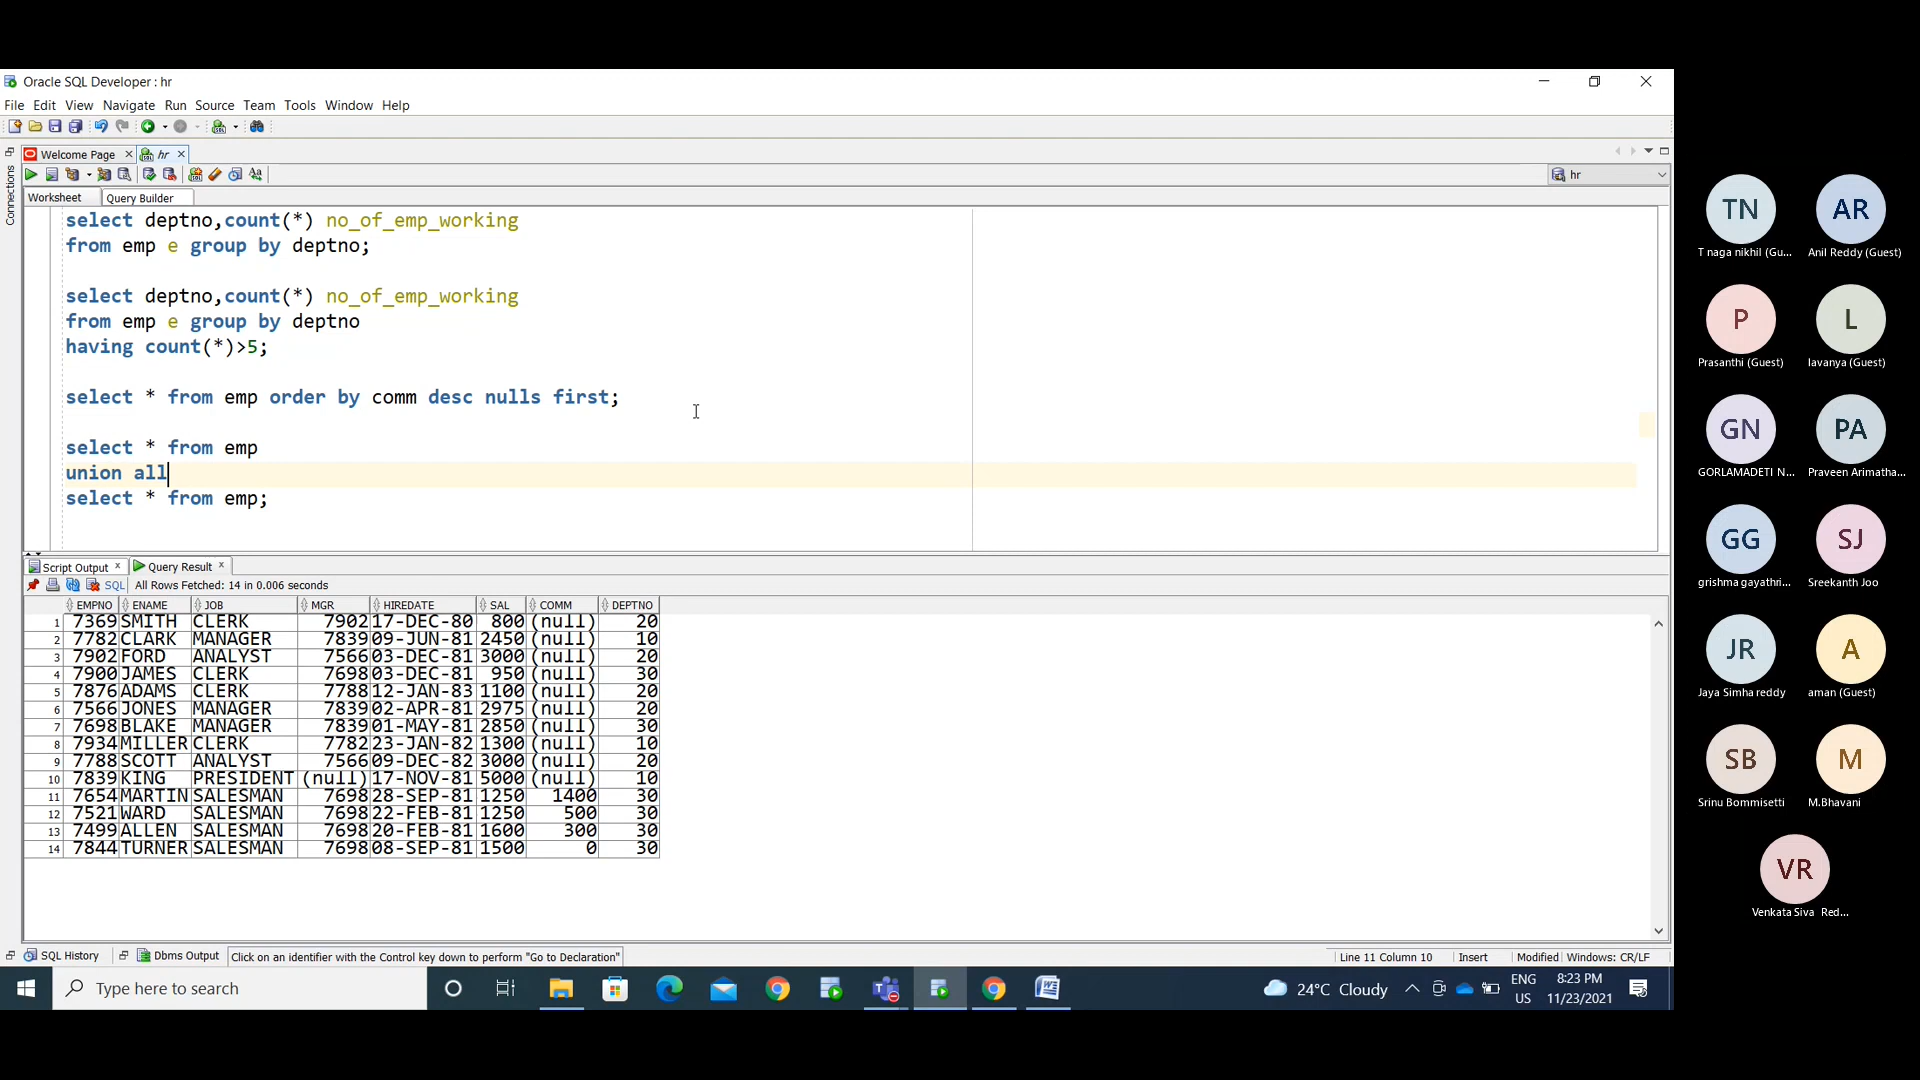 Oracle SQL Developer : hr
File Edit View Navigate Run Source Team Tools Window Help
Welcome Page × hr ×
hr
Worksheet Query Builder
Connections
select deptno,count(*) no_of_emp_working
from emp e group by deptno;
select deptno,count(*) no_of_emp_working
from emp e group by deptno
having count(*)>5;
select * from emp order by comm desc nulls first;
select * from emp
union all
select * from emp;
Script Output × Query Result ×
SQL All Rows Fetched: 14 in 0.006 seconds
EMPNO ENAME JOB MGR HIREDATE SAL COMM DEPTNO
1 7369 SMITH CLERK 7902 17-DEC-80 800 (null) 20
2 7782 CLARK MANAGER 7839 09-JUN-81 2450 (null) 10
3 7902 FORD ANALYST 7566 03-DEC-81 3000 (null) 20
4 7900 JAMES CLERK 7698 03-DEC-81 950 (null) 30
5 7876 ADAMS CLERK 7788 12-JAN-83 1100 (null) 20
6 7566 JONES MANAGER 7839 02-APR-81 2975 (null) 20
7 7698 BLAKE MANAGER 7839 01-MAY-81 2850 (null) 30
8 7934 MILLER CLERK 7782 23-JAN-82 1300 (null) 10
9 7788 SCOTT ANALYST 7566 09-DEC-82 3000 (null) 20
10 7839 KING PRESIDENT (null) 17-NOV-81 5000 (null) 10
11 7654 MARTIN SALESMAN 7698 28-SEP-81 1250 1400 30
12 7521 WARD SALESMAN 7698 22-FEB-81 1250 500 30
13 7499 ALLEN SALESMAN 7698 20-FEB-81 1600 300 30
14 7844 TURNER SALESMAN 7698 08-SEP-81 1500 0 30
SQL History Dbms Output Click on an identifier with the Control key down to perform "Go to Declaration" Line 11 Column 10 Insert Modified Windows: CR/LF
Type here to search
24°C Cloudy
ENG
US
8:23 PM
11/23/2021
TN AR
T naga nikhil (Gu... Anil Reddy (Guest)
P L
Prasanthi (Guest) lavanya (Guest)
GN PA
GORLAMADETI N... Praveen Arimatha...
GG SJ
grishma gayathri... Sreekanth Joo
JR A
Jaya Simha reddy aman (Guest)
SB M
Srinu Bommisetti M.Bhavani
VR
Venkata Siva Red...